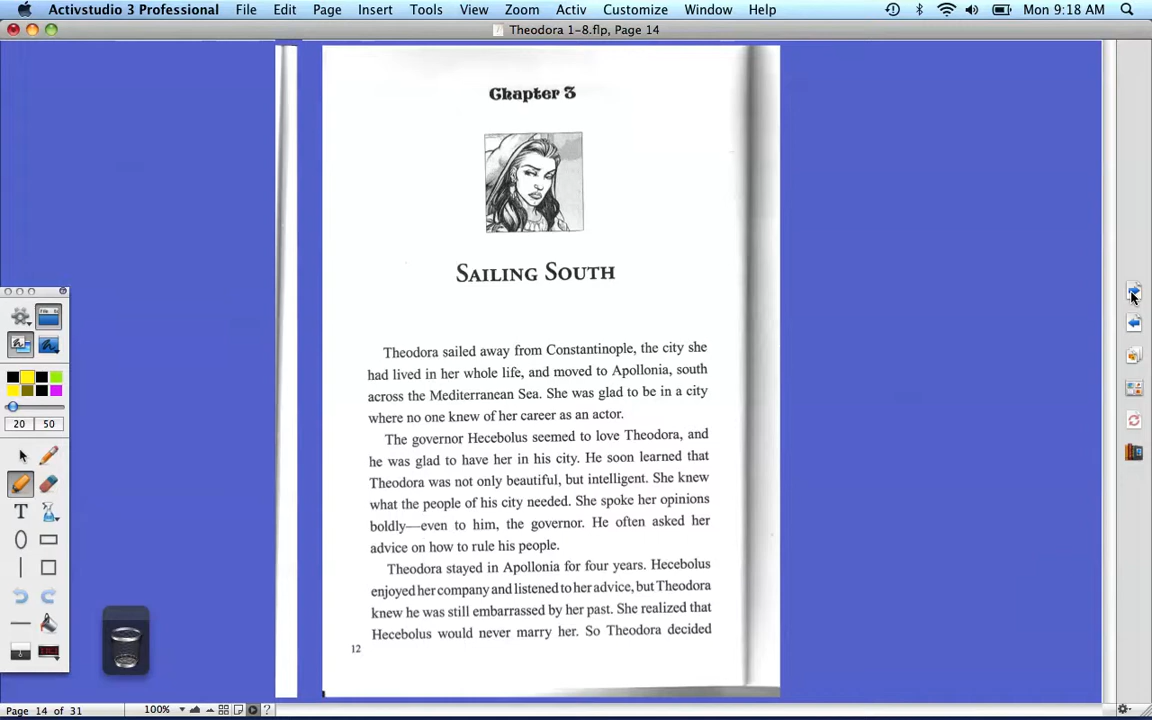 Activstudio 3 Professional File Edit Page Insert Tools View Zoom Activ Customize Window Help Mon 9:18 AM
Theodora 1-8.flp, Page 14
Chapter 3
SAILING SOUTH
Theodora sailed away from Constantinople, the city she
had lived in her whole life, and moved to Apollonia, south
across the Mediterranean Sea. She was glad to be in a city
where no one knew of her career as an actor.
The governor Hecebolus seemed to love Theodora, and
he was glad to have her in his city. He soon learned that
Theodora was not only beautiful, but intelligent. She knew
what the people of his city needed. She spoke her opinions
boldly—even to him, the governor. He often asked her
advice on how to rule his people.
Theodora stayed in Apollonia for four years. Hecebolus
enjoyed her company and listened to her advice, but Theodora
knew he was still embarrassed by her past. She realized that
Hecebolus would never marry her. So Theodora decided
12
20 50
T
Page 14 of 31 100% ?